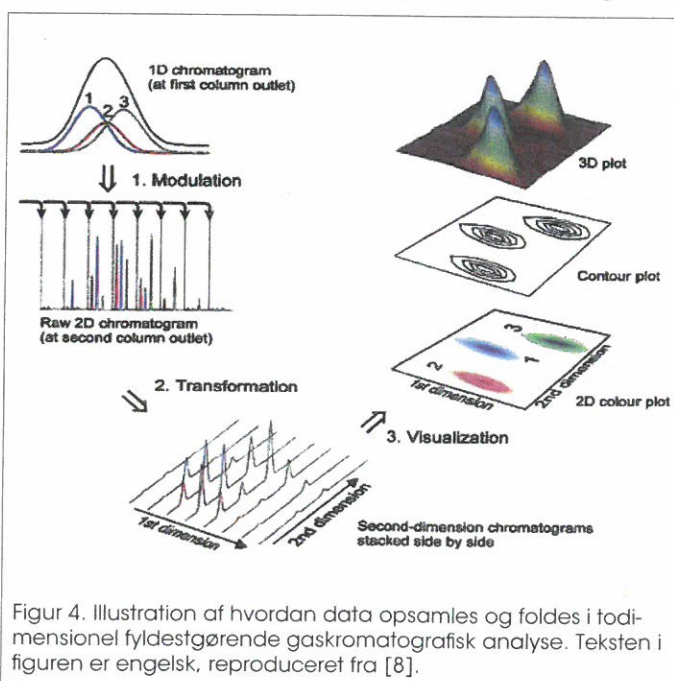 1D chromatogram
(at first column outlet)
1
2
3
1. Modulation
Raw 2D chromatogram
(at second column outlet)
2. Transformation
1st dimension
2nd dimension
Second-dimension chromatograms
stacked side by side
3. Visualization
3D plot
Contour plot
3
1
2
1st dimension
2nd dimension
2D colour plot
Figur 4. Illustration af hvordan data opsamles og foldes i todi-
mensionel fyldestgørende gaskromatografisk analyse. Teksten i
figuren er engelsk, reproduceret fra [8].